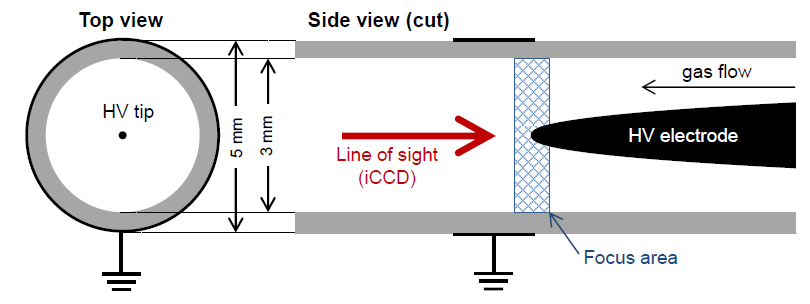 Top view
Side view (cut)
HV tip
5 mm
3 mm
gas flow
HV electrode
Line of sight
(iCCD)
Focus area